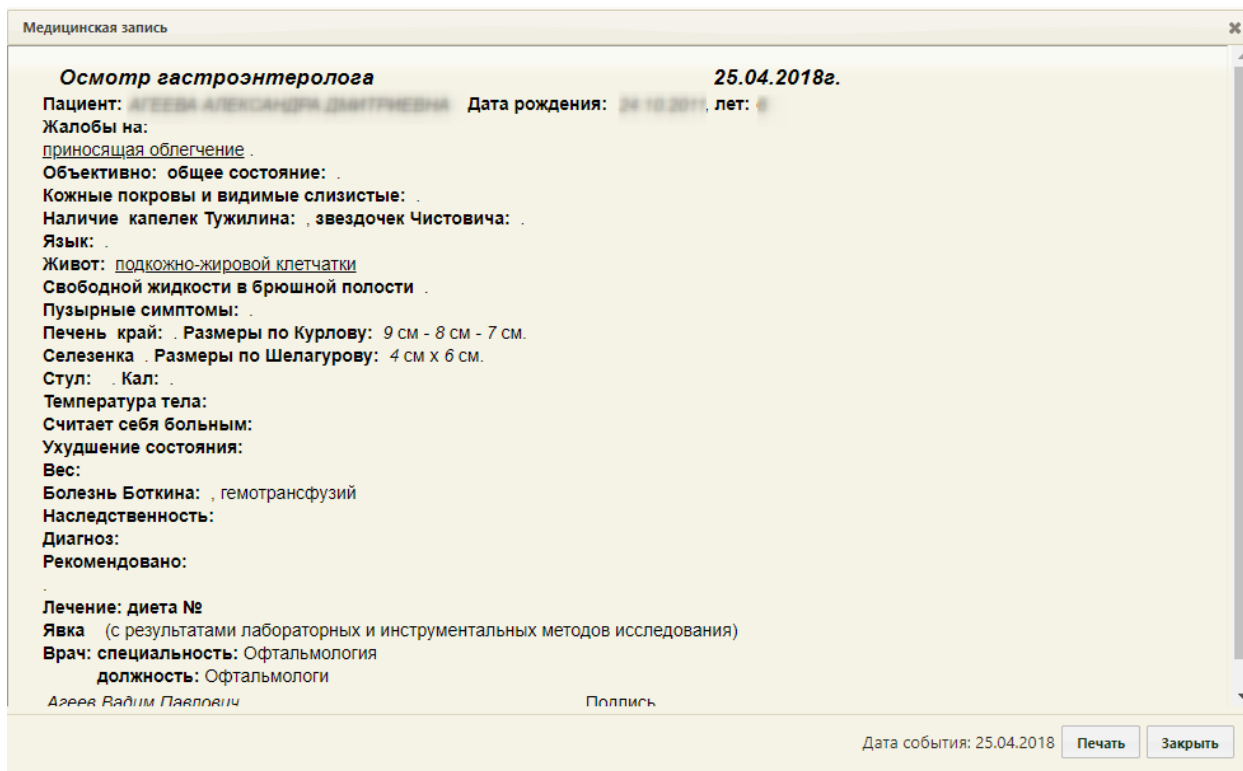 Медицинская запись
Осмотр гастроэнтеролога 25.04.2018г.
Пациент: Дата рождения: , лет:
Жалобы на:
приносящая облегчение .
Объективно: общее состояние: .
Кожные покровы и видимые слизистые: .
Наличие капелек Тужилина: , звездочек Чистовича: .
Язык: .
Живот: подкожно-жировой клетчатки
Свободной жидкости в брюшной полости .
Пузырные симптомы: .
Печень край: . Размеры по Курлову: 9 см - 8 см - 7 см.
Селезенка . Размеры по Шелагурову: 4 см х 6 см.
Стул: . Кал: .
Температура тела:
Считает себя больным:
Ухудшение состояния:
Вес:
Болезнь Боткина: , гемотрансфузий
Наследственность:
Диагноз:
Рекомендовано:
.
Лечение: диета №
Явка (с результатами лабораторных и инструментальных методов исследования)
Врач: специальность: Офтальмология
должность: Офтальмологи
Агеев Вадим Павлович Подпись
Дата события: 25.04.2018 Печать Закрыть